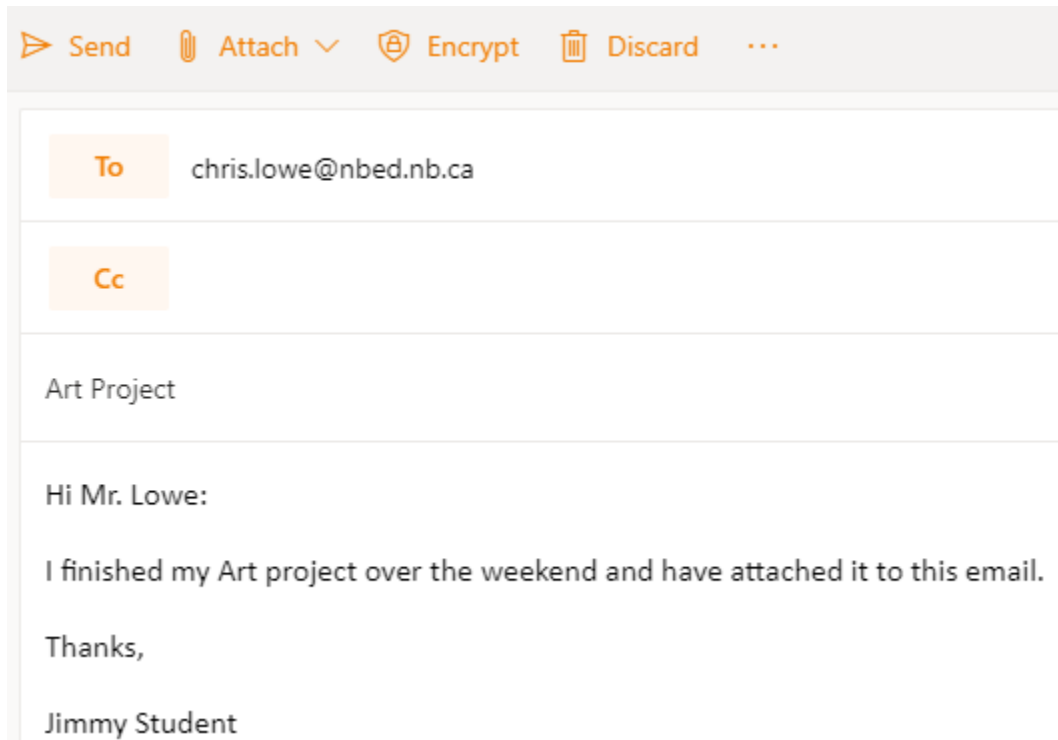 Send Attach Encrypt Discard ...
To chris.lowe@nbed.nb.ca
Cc
Art Project
Hi Mr. Lowe:
I finished my Art project over the weekend and have attached it to this email.
Thanks,
Jimmy Student